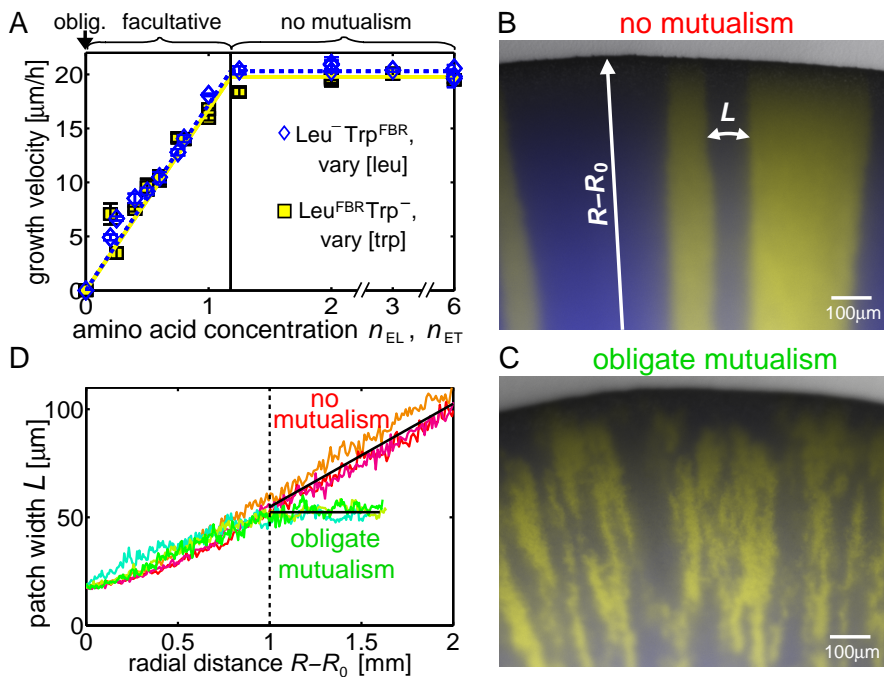 A
oblig.
facultative
no mutualism
growth velocity [μm/h]
20
15
10
5
0
Leu⁻Trp^FBR,
vary [leu]
Leu^FBRTrp⁻,
vary [trp]
0
1
2
3
6
amino acid concentration n_EL, n_ET
B
no mutualism
L
R–R₀
100μm
C
obligate mutualism
100μm
D
patch width L [μm]
100
50
0
no
mutualism
obligate
mutualism
0
0.5
1
1.5
2
radial distance R–R₀ [mm]